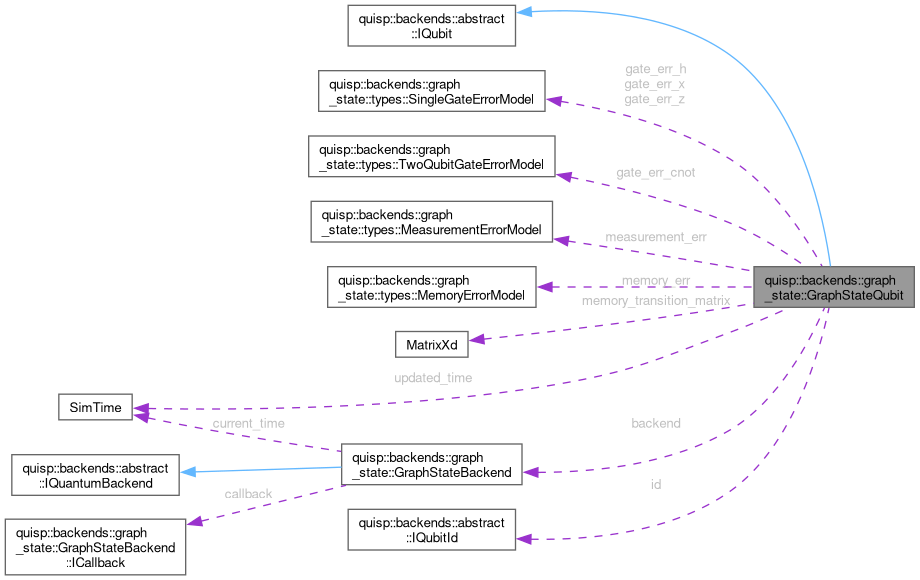 quisp::backends::abstract
::IQubit
quisp::backends::graph
_state::types::SingleGateErrorModel
gate_err_h
gate_err_x
gate_err_z
quisp::backends::graph
_state::types::TwoQubitGateErrorModel
gate_err_cnot
quisp::backends::graph
_state::types::MeasurementErrorModel
measurement_err
quisp::backends::graph
_state::types::MemoryErrorModel
memory_err
quisp::backends::graph
_state::GraphStateQubit
memory_transition_matrix
MatrixXd
updated_time
SimTime
current_time
backend
quisp::backends::graph
_state::GraphStateBackend
quisp::backends::abstract
::IQuantumBackend
callback
id
quisp::backends::graph
_state::GraphStateBackend
::ICallback
quisp::backends::abstract
::IQubitId